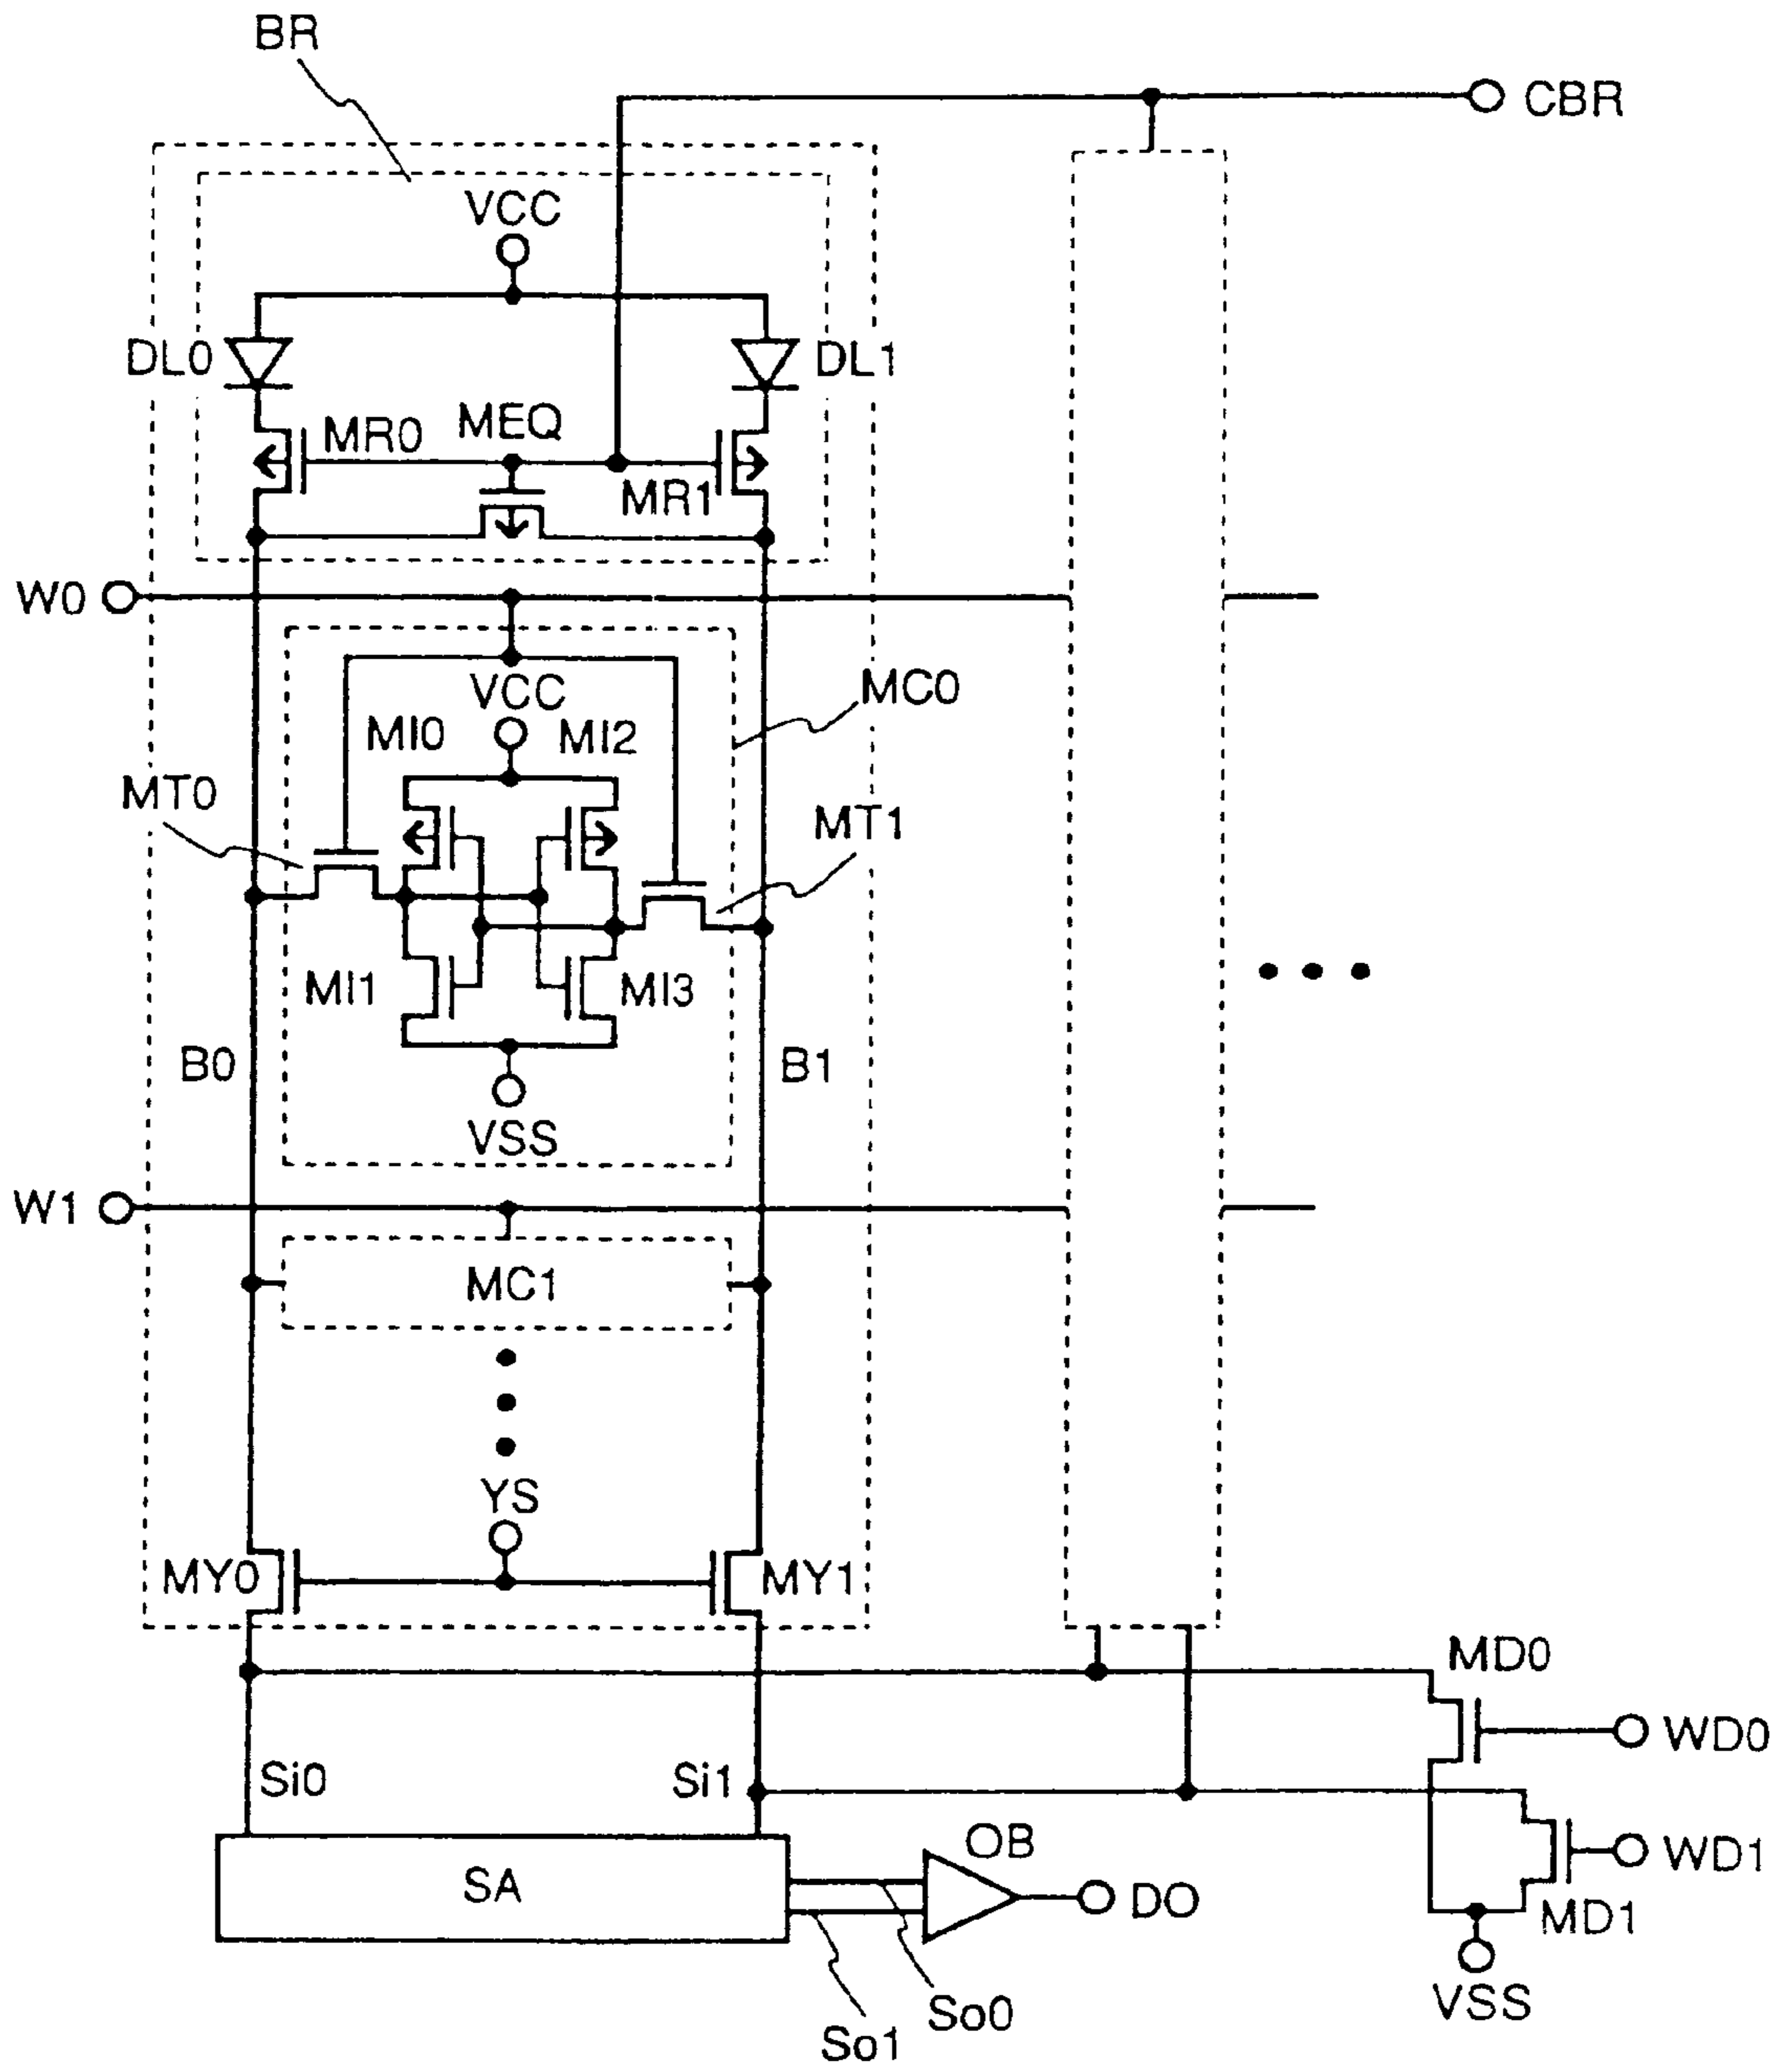 BR
CBR
VCC
DL0
DL1
MR0
MEQ
MR1
W0
VCC
MC0
MI0
MI2
MT0
MT1
MI1
MI3
B0
B1
VSS
W1
MC1
YS
MY0
MY1
MD0
WD0
Si0
Si1
OB
WD1
SA
DO
MD1
So0
VSS
So1